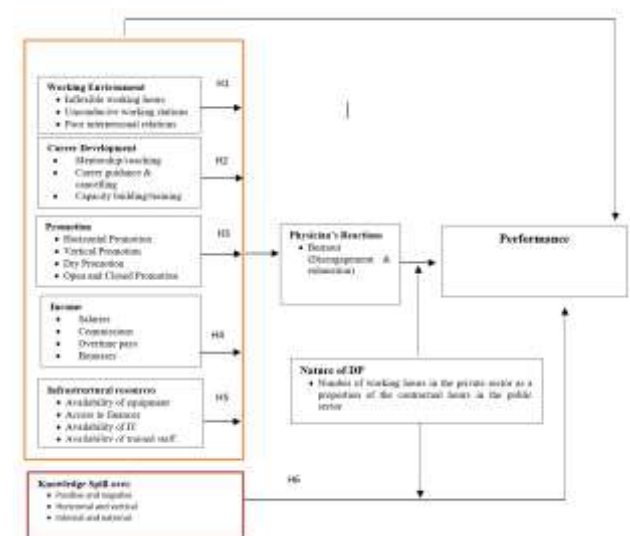 Working Environment
H1
Inflexible working hours
Unconducive working stations
Poor interpersonal relations
Career Development
H2
Mentorship/coaching
Career guidance &
Capacity building/training
Promotion
H3
Horizontal Promotion
Vertical Promotion
Dry Promotion
Open and Closed Promotion
Physician's Reactions
Burnout
(Disengagement &
exhaustion)
Performance
Income
Salaries
Commissions
H4
Overtime pays
Bonusses
Nature of DP
Number of working hours in the private sector as a
proportion of the contractual hours in the public
sector
Infrastructural resources
H5
Availability of equipment
Access to finances
Availability of IT
Availability of trained staff
Knowledge Spill over
H6
Positive and negative
Horizontal and vertical
Internal and external